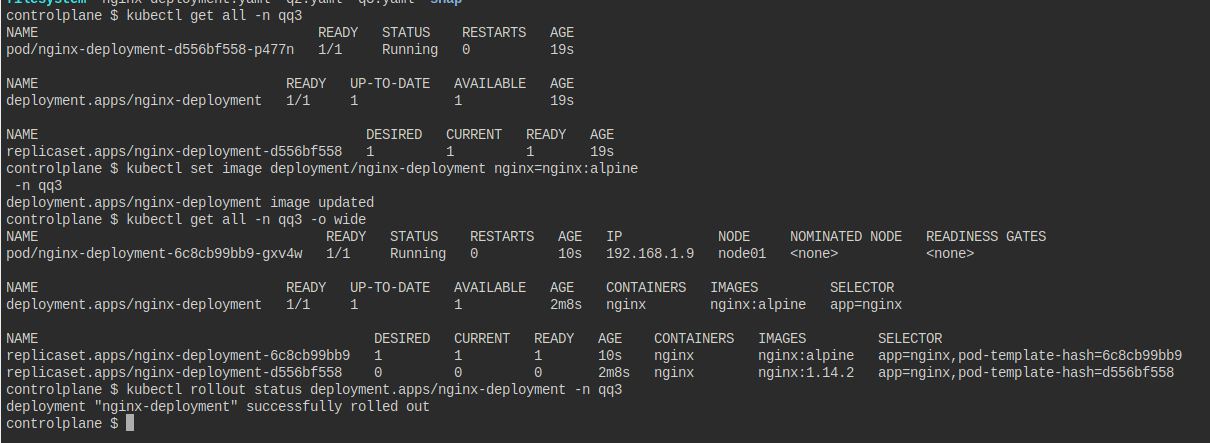 filesystem nginx-deployment.yaml q2.yaml q8.yaml snap
controlplane $ kubectl get all -n qq3
NAME READY STATUS RESTARTS AGE
pod/nginx-deployment-d556bf558-p477n 1/1 Running 0 19s
NAME READY UP-TO-DATE AVAILABLE AGE
deployment.apps/nginx-deployment 1/1 1 1 19s
NAME DESIRED CURRENT READY AGE
replicaset.apps/nginx-deployment-d556bf558 1 1 1 19s
controlplane $ kubectl set image deployment/nginx-deployment nginx=nginx:alpine
-n qq3
deployment.apps/nginx-deployment image updated
controlplane $ kubectl get all -n qq3 -o wide
NAME READY STATUS RESTARTS AGE IP NODE NOMINATED NODE READINESS GATES
pod/nginx-deployment-6c8cb99bb9-gxv4w 1/1 Running 0 10s 192.168.1.9 node01 <none> <none>
NAME READY UP-TO-DATE AVAILABLE AGE CONTAINERS IMAGES SELECTOR
deployment.apps/nginx-deployment 1/1 1 1 2m8s nginx nginx:alpine app=nginx
NAME DESIRED CURRENT READY AGE CONTAINERS IMAGES SELECTOR
replicaset.apps/nginx-deployment-6c8cb99bb9 1 1 1 10s nginx nginx:alpine app=nginx,pod-template-hash=6c8cb99bb9
replicaset.apps/nginx-deployment-d556bf558 0 0 0 2m8s nginx nginx:1.14.2 app=nginx,pod-template-hash=d556bf558
controlplane $ kubectl rollout status deployment.apps/nginx-deployment -n qq3
deployment "nginx-deployment" successfully rolled out
controlplane $